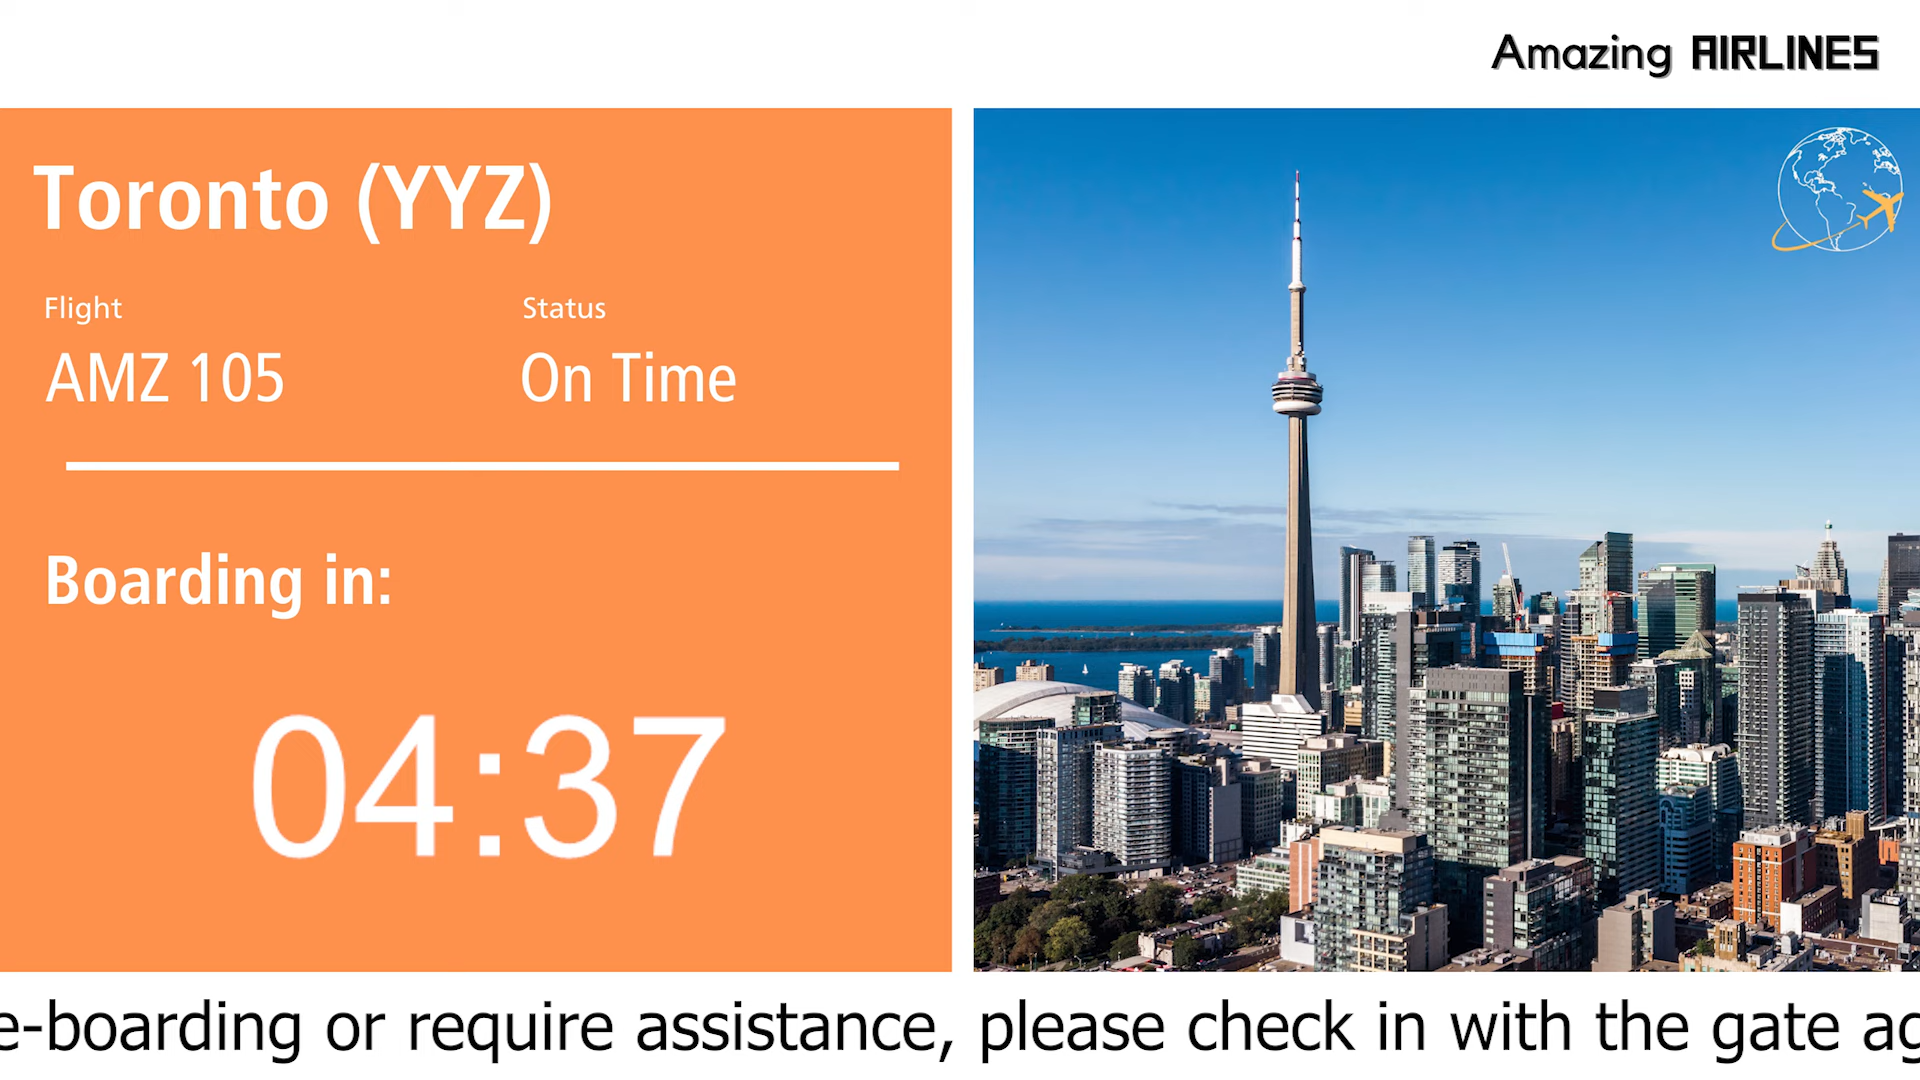 Amazing AIRLINES
Toronto (YYZ)
Flight
Status
AMZ 105
On Time
Boarding in:
04:37
e-boarding or require assistance, please check in with the gate ag